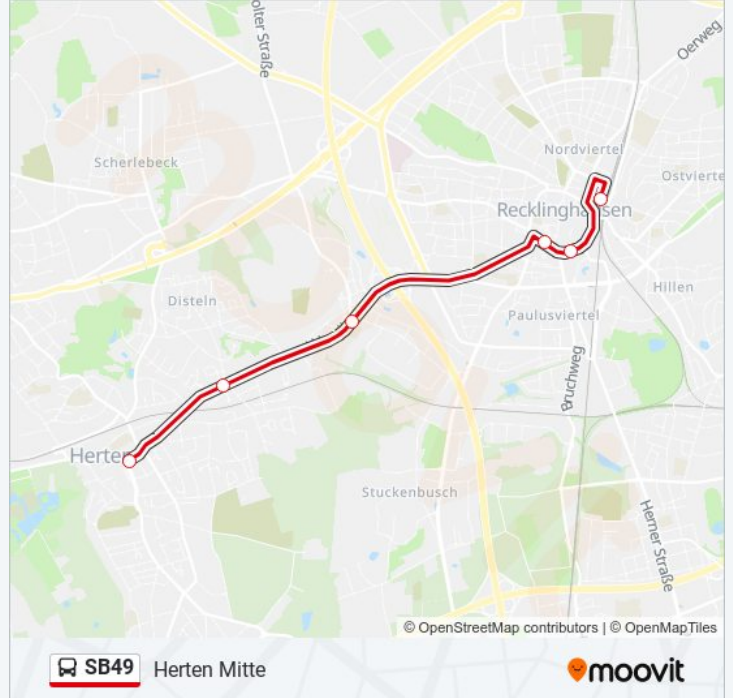 olter Straße
Oerweg
Nordviertel
Scherlebeck
Ostvierte
Recklinghausen
Disteln
Hillen
Paulusviertel
Bruchweg
Herten
Stuckenbusch
Herner Straße
© OpenStreetMap contributors | © OpenMapTiles
SB49 Herten Mitte
moovit